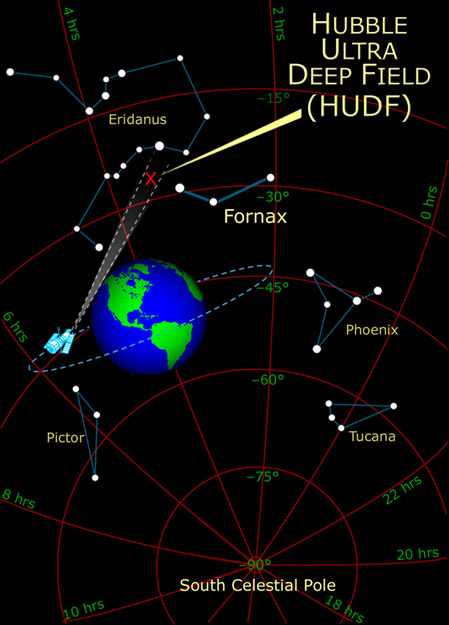 4 hrs
2 hrs
HUBBLE
ULTRA
DEEP FIELD
(HUDF)
-15°
Eridanus
-30°
0 hrs
Fornax
-45°
6 hrs
Phoenix
-60°
Pictor
Tucana
-75°
8 hrs
22 hrs
20 hrs
-90°
South Celestial Pole
10 hrs
18 hrs